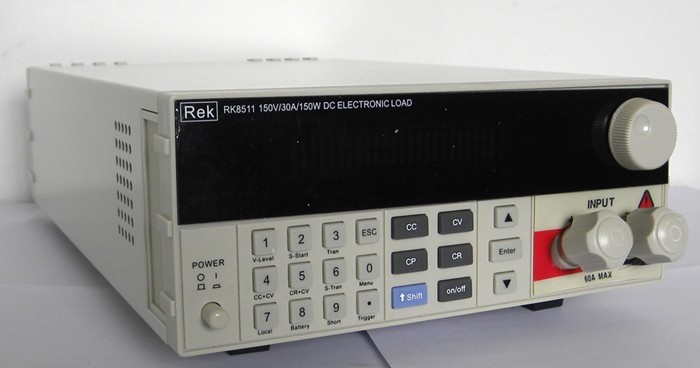 Rek RK8511 150V/30A/150W DC ELECTRONIC LOAD
INPUT
60A MAX
POWER
O I
1 2 3 ESC
V-Level S-Start Tran
4 5 6 0
CC+CV CR+CV S-Tran Menu
7 8 9 •
Local Battery Short Trigger
CC CV
CP CR
↑Shift on/off
▲
Enter
▼